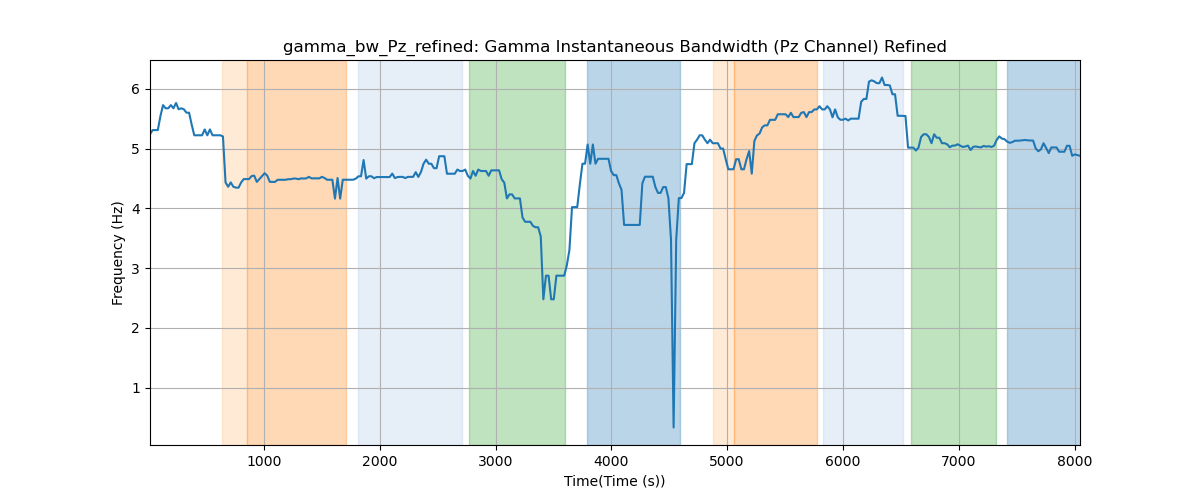 gamma_bw_Pz_refined: Gamma Instantaneous Bandwidth (Pz Channel) Refined
Frequency (Hz)
6
5
4
3
2
1
1000 2000 3000 4000 5000 6000 7000 8000
Time(Time (s))